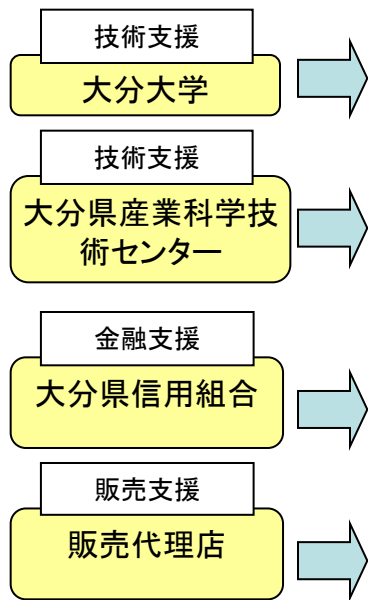 技術支援
大分大学
技術支援
大分県産業科学技
術センター
金融支援
大分県信用組合
販売支援
販売代理店